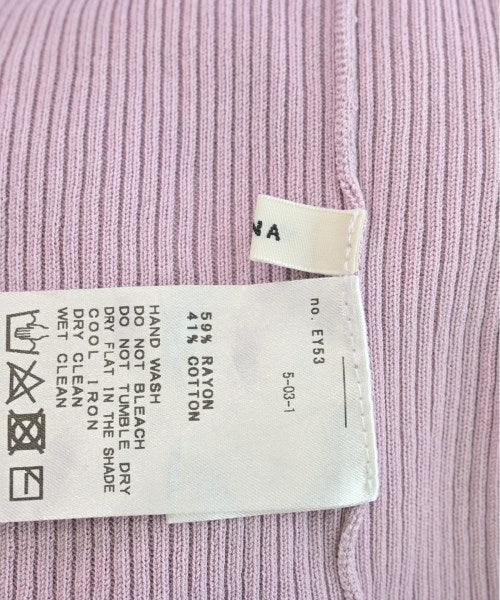 NA
no. EY53
5-03-1
59% RAYON
41% COTTON
HAND WASH
DO NOT BLEACH
DO NOT TUMBLE DRY
DRY FLAT IN THE SHADE
COOL IRON
DRY CLEAN
WET CLEAN